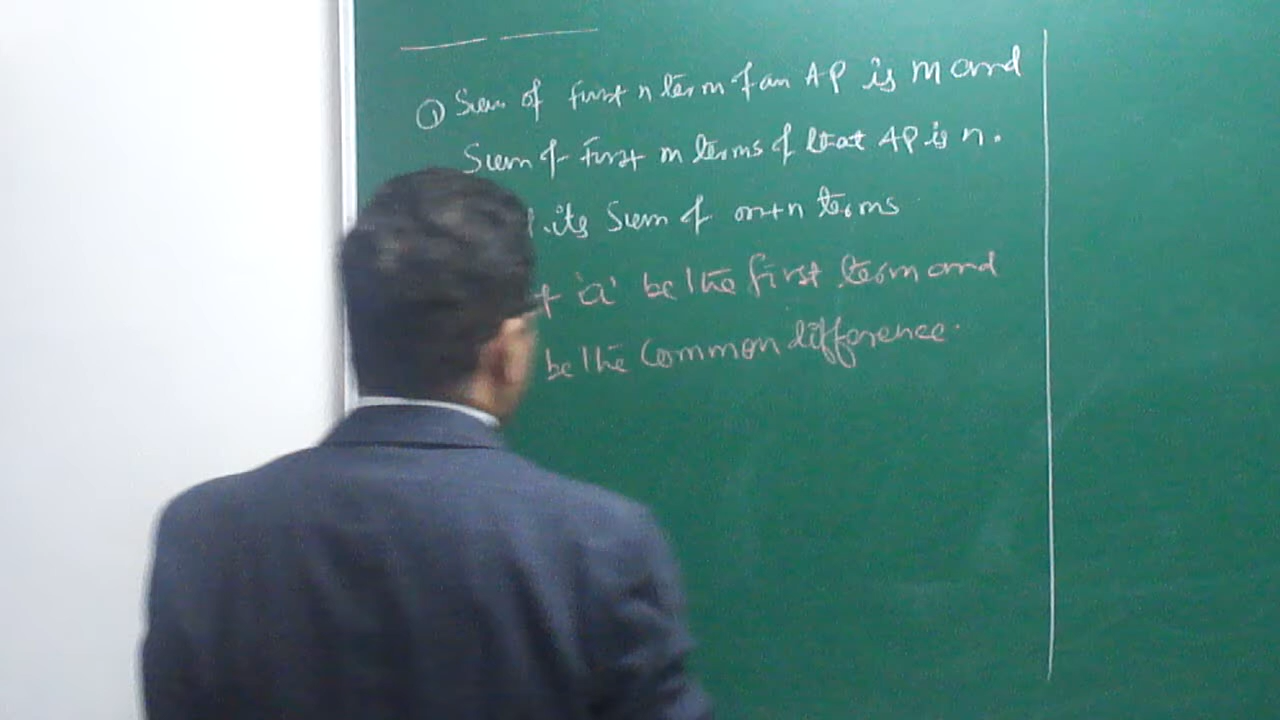 ① Sum of first n term of an AP is m and
Sum of first m terms of that AP is n.
its Sum of m+n terms
'a' be the first term and
be the Common difference.